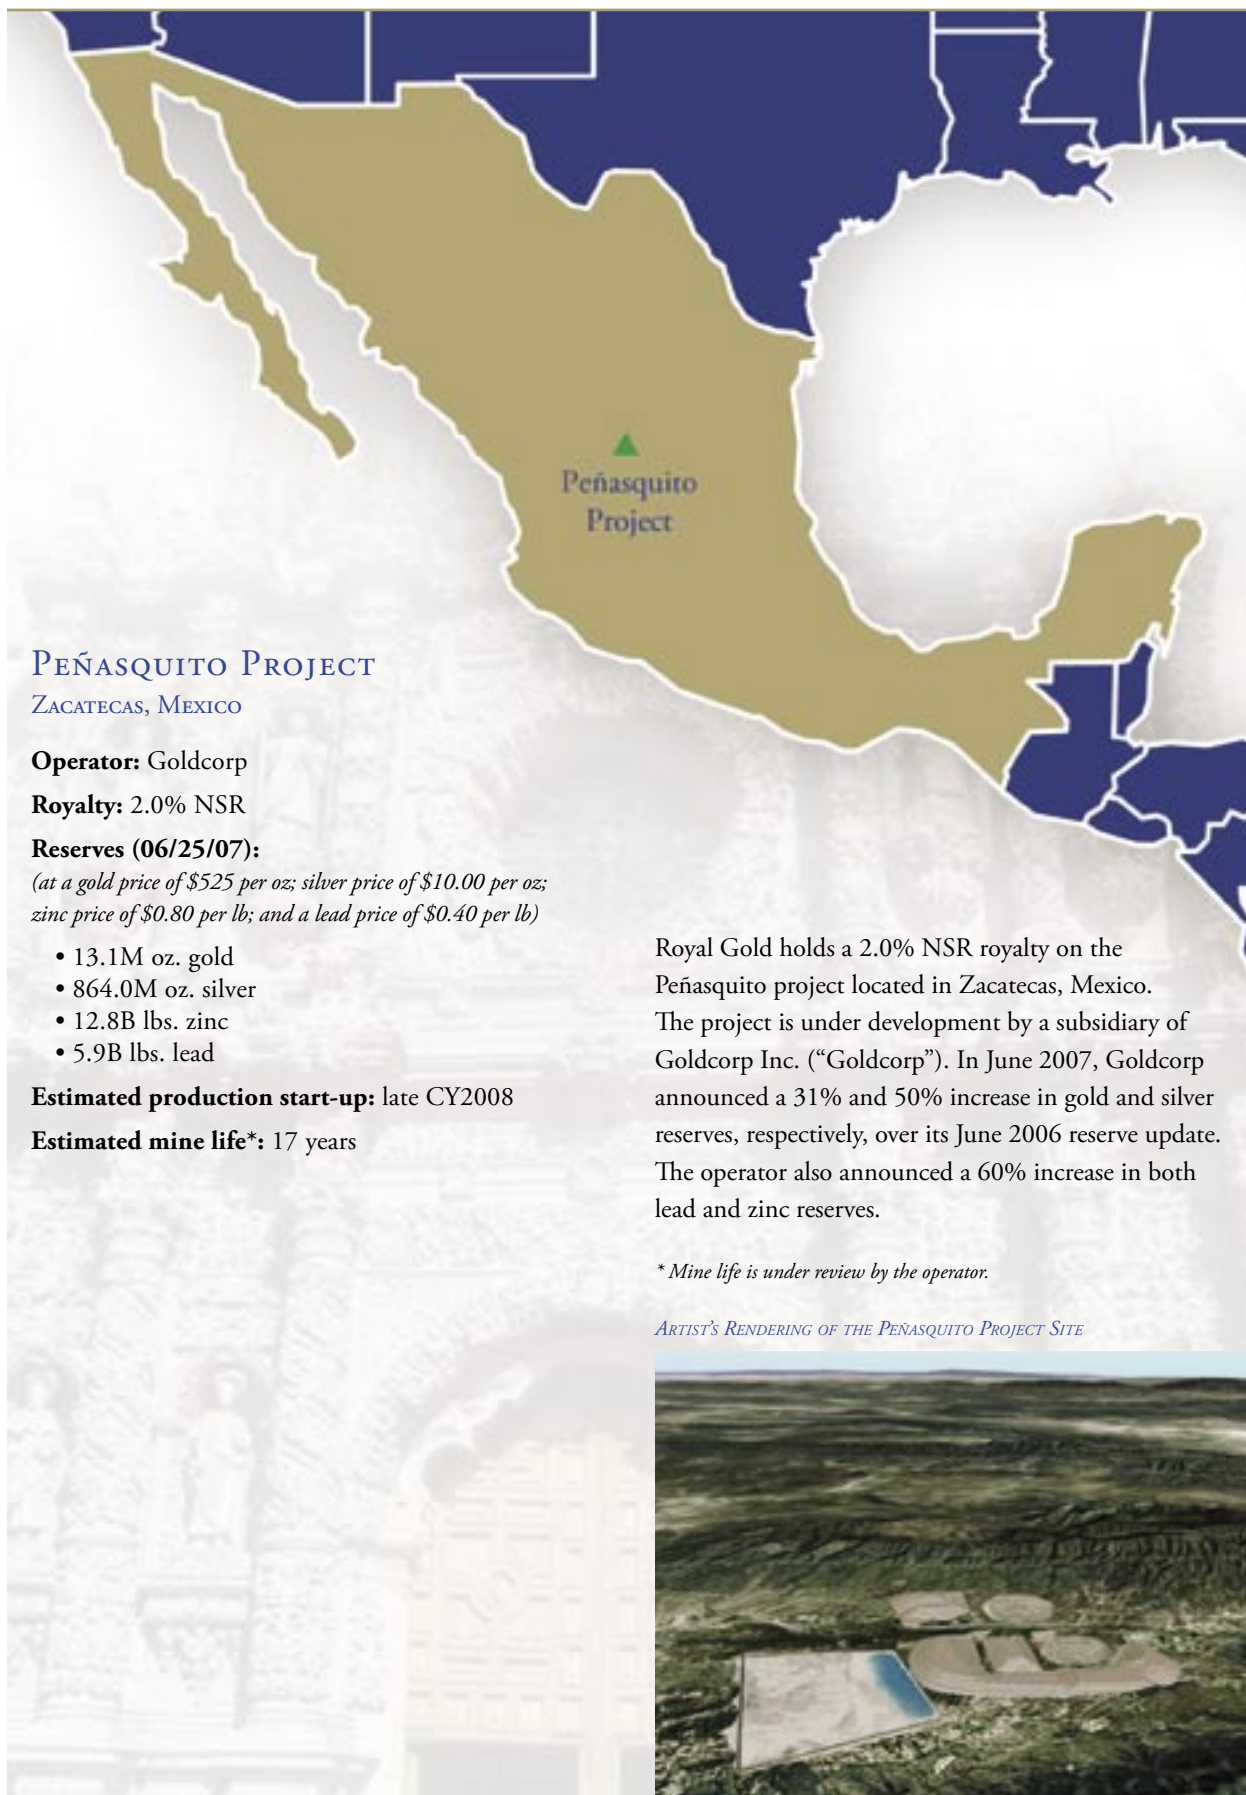 Peñasquito
Project
Peñasquito Project
Zacatecas, Mexico
Operator: Goldcorp
Royalty: 2.0% NSR
Reserves (06/25/07):
(at a gold price of $525 per oz; silver price of $10.00 per oz;
zinc price of $0.80 per lb; and a lead price of $0.40 per lb)
• 13.1M oz. gold
• 864.0M oz. silver
• 12.8B lbs. zinc
• 5.9B lbs. lead
Estimated production start-up: late CY2008
Estimated mine life*: 17 years
Royal Gold holds a 2.0% NSR royalty on the
Peñasquito project located in Zacatecas, Mexico.
The project is under development by a subsidiary of
Goldcorp Inc. (“Goldcorp”). In June 2007, Goldcorp
announced a 31% and 50% increase in gold and silver
reserves, respectively, over its June 2006 reserve update.
The operator also announced a 60% increase in both
lead and zinc reserves.
* Mine life is under review by the operator.
Artist’s Rendering of the Peñasquito Project Site